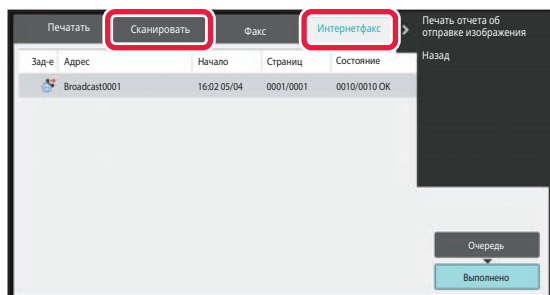 Печатать Сканировать Факс Интернетфакс >
Печать отчета об
отправке изображения
Назад
Зад-е Адрес Начало Страниц Состояние
Broadcast0001 16:02 05/04 0001/0001 0010/0010 OK
Очередь
Выполнено